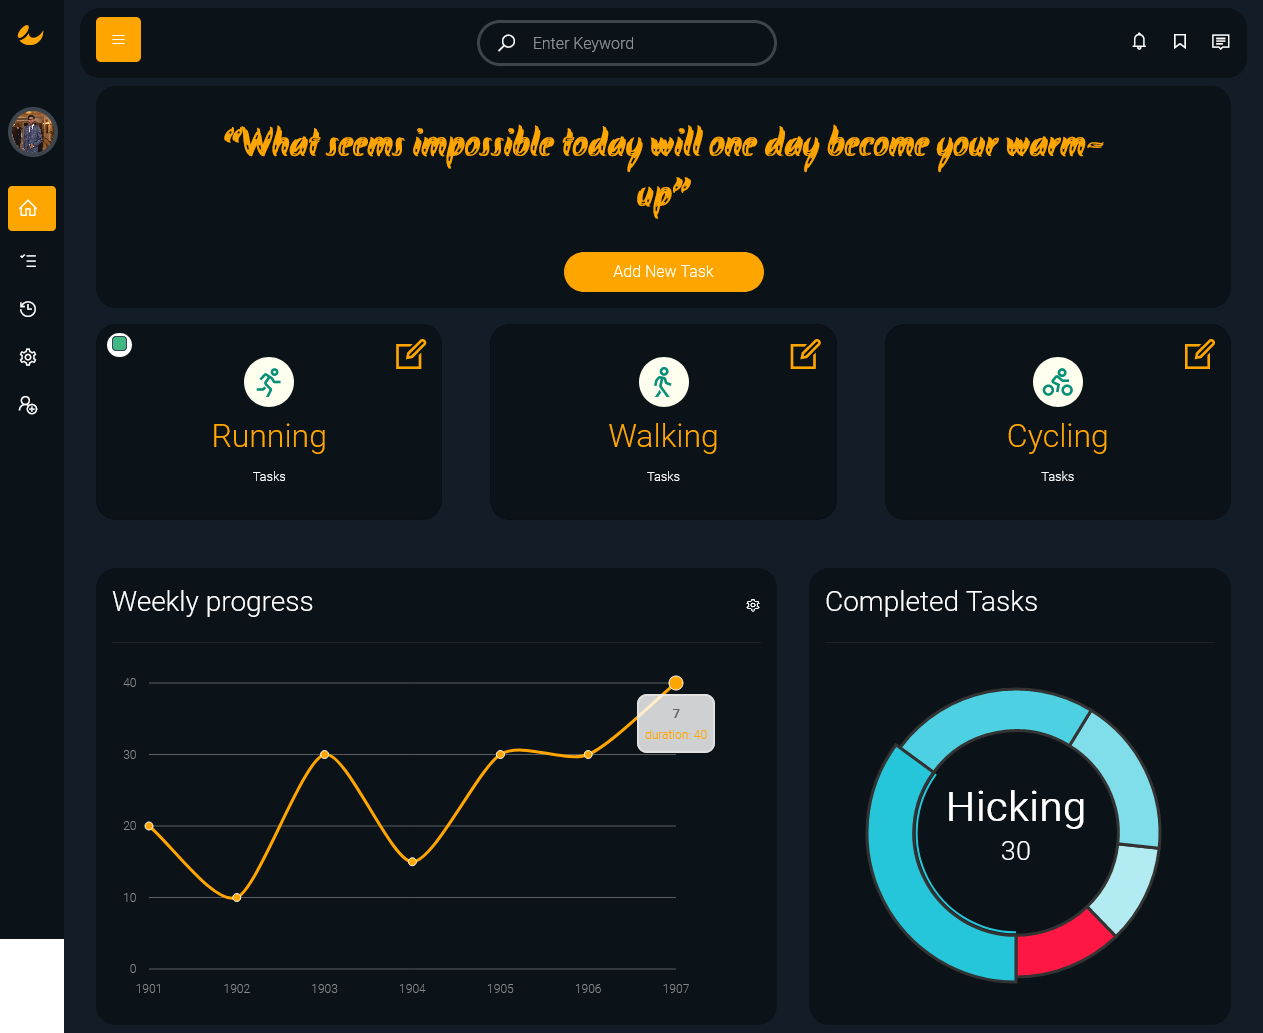 Enter Keyword
“What seems impossible today will one day become your warm-
up”
Add New Task
Running
Walking
Cycling
Tasks
Tasks
Tasks
Weekly progress
Completed Tasks
40
30
20
10
0
7
duration: 40
1901
1902
1903
1904
1905
1906
1907
Hicking
30